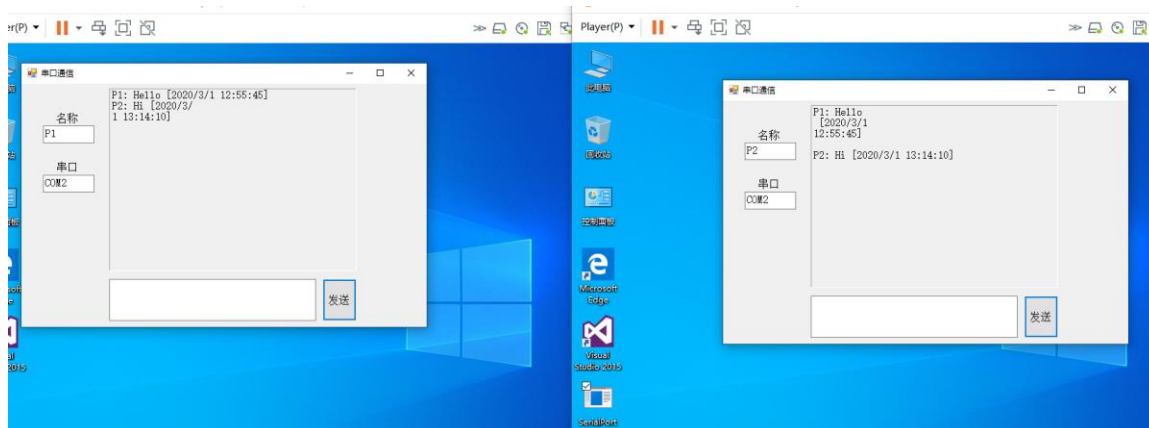 Player(P)
串口通信
P1: Hello [2020/3/1 12:55:45]
P2: Hi [2020/3/
1 13:14:10]
名称
P1
串口
COM2
发送
Player(P)
此电脑
回收站
控制面板
Microsoft
Edge
Visual
Studio 2015
SerialPort
串口通信
P1: Hello
[2020/3/1
12:55:45]
P2: Hi [2020/3/1 13:14:10]
名称
P2
串口
COM2
发送